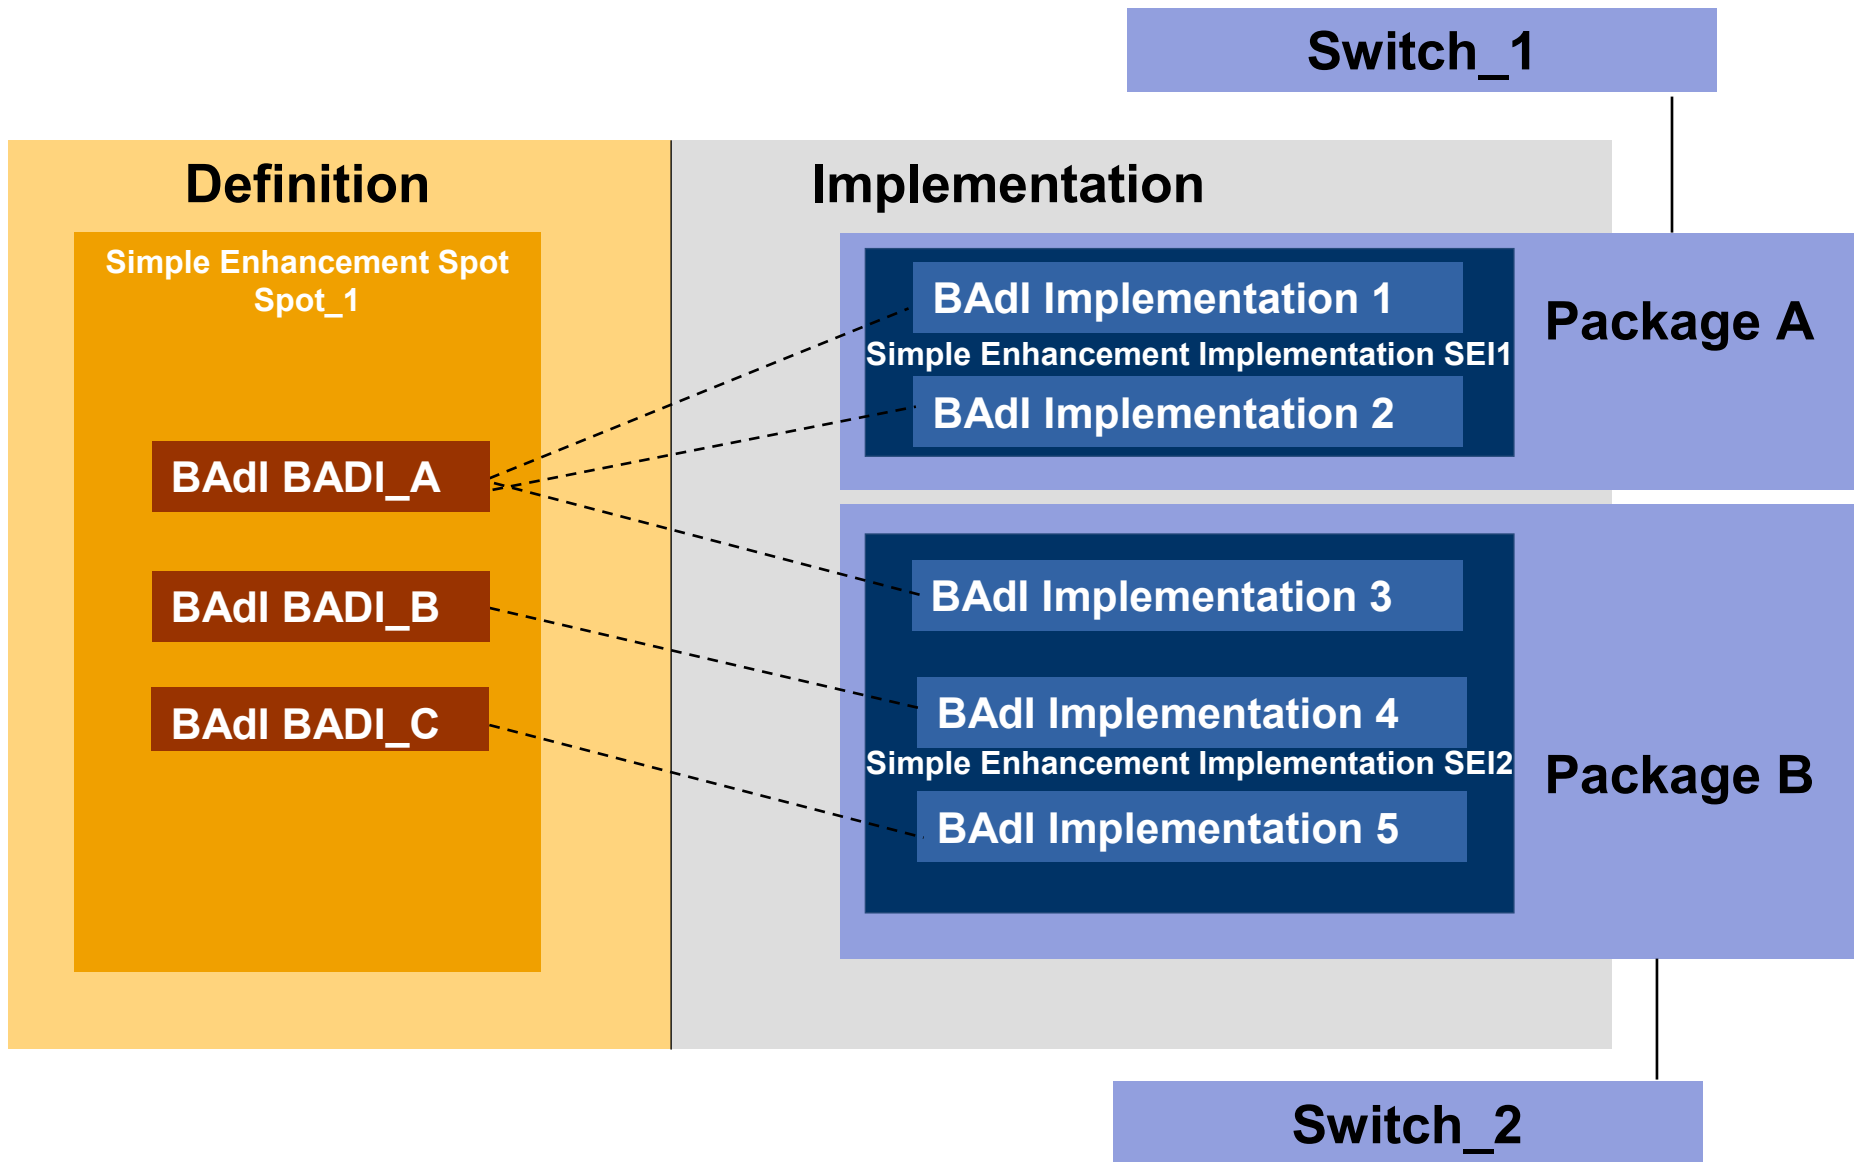 Switch_1
Definition
Implementation
Simple Enhancement Spot
Spot_1
BAdI BADI_A
BAdI BADI_B
BAdI BADI_C
BAdI Implementation 1
Simple Enhancement Implementation SEI1
BAdI Implementation 2
Package A
BAdI Implementation 3
BAdI Implementation 4
Simple Enhancement Implementation SEI2
BAdI Implementation 5
Package B
Switch_2